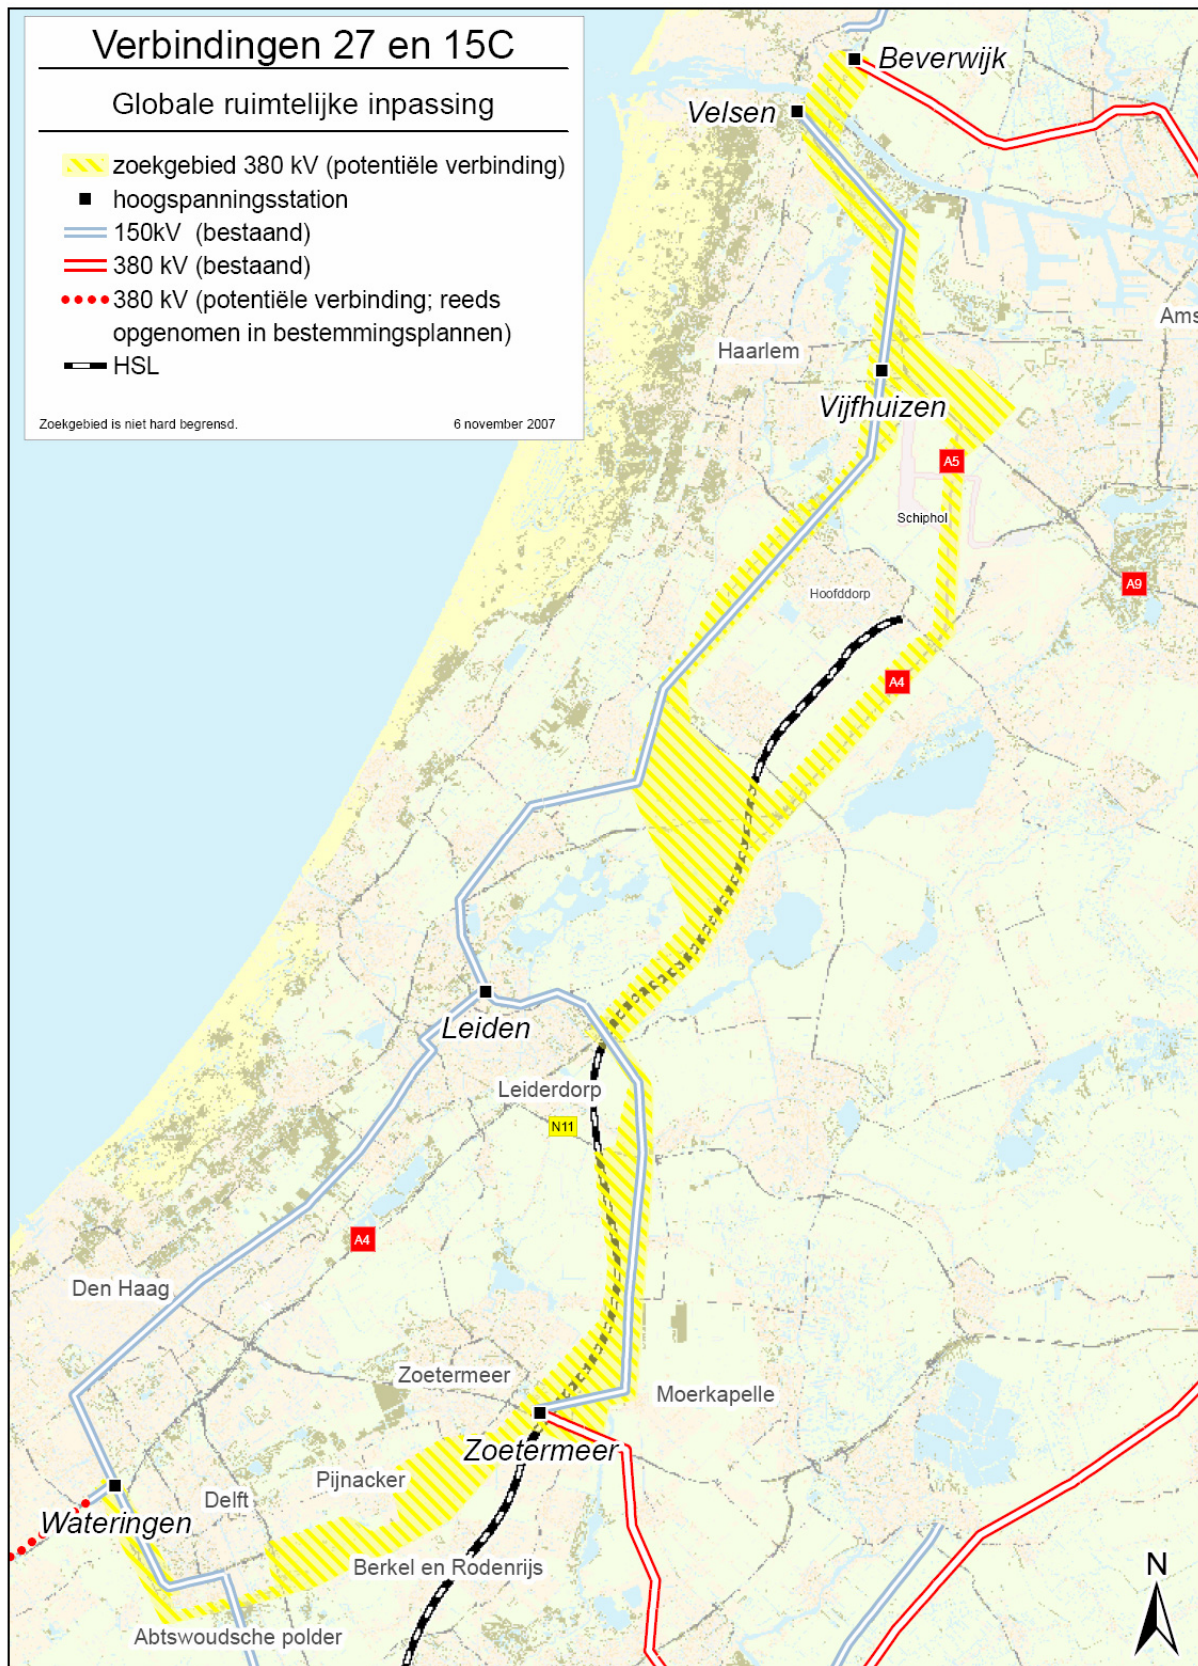 Verbindingen 27 en 15C
Globale ruimtelijke inpassing
zoekgebied 380 kV (potentiële verbinding)
hoogspanningsstation
150kV (bestaand)
380 kV (bestaand)
380 kV (potentiële verbinding; reeds
opgenomen in bestemmingsplannen)
HSL
Zoekgebied is niet hard begrensd.
6 november 2007
Beverwijk
Velsen
Ams
Haarlem
Vijfhuizen
A5
Schiphol
A9
Hoofddorp
A4
Leiden
Leiderdorp
N11
A4
Den Haag
Zoetermeer
Moerkapelle
Zoetermeer
Pijnacker
Delft
Wateringen
Berkel en Rodenrijs
Abtswoudsche polder
N